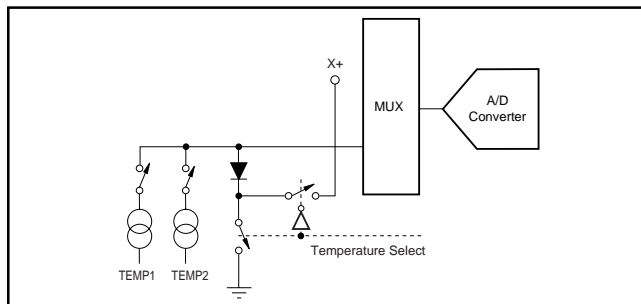 X+
MUX
A/D
Converter
Temperature Select
TEMP1 TEMP2